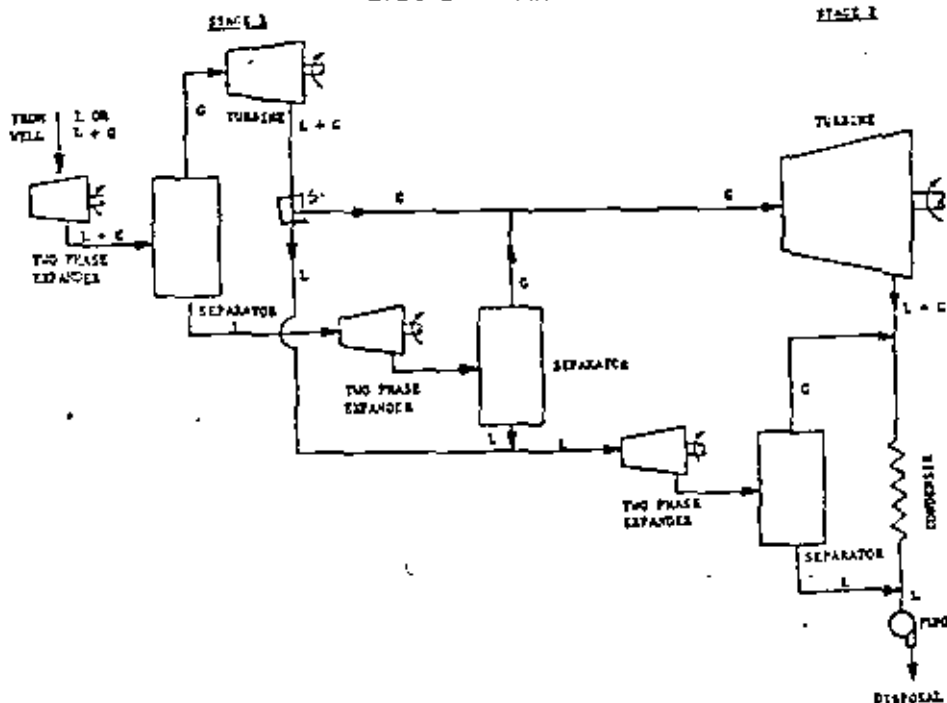 STAGE 1
STAGE 2
G
TURBINE
L + G
FROM WELL
L OR
L + G
L + G
TWO PHASE
EXPANDER
SEPARATOR
L
G
G
TURBINE
L
G
TWO PHASE
EXPANDER
SEPARATOR
L
L
TWO PHASE
EXPANDER
L + G
G
CONDENSER
SEPARATOR
L
L
PUMP
DISPOSAL